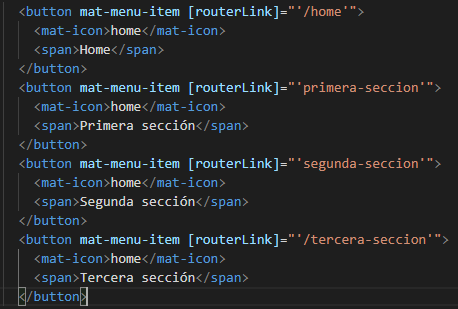 <button mat-menu-item [routerLink]="'/home'">
<mat-icon>home</mat-icon>
<span>Home</span>
</button>
<button mat-menu-item [routerLink]="'primera-seccion'">
<mat-icon>home</mat-icon>
<span>Primera sección</span>
</button>
<button mat-menu-item [routerLink]="'segunda-seccion'">
<mat-icon>home</mat-icon>
<span>Segunda sección</span>
</button>
<button mat-menu-item [routerLink]="'/tercera-seccion'">
<mat-icon>home</mat-icon>
<span>Tercera sección</span>
</button>